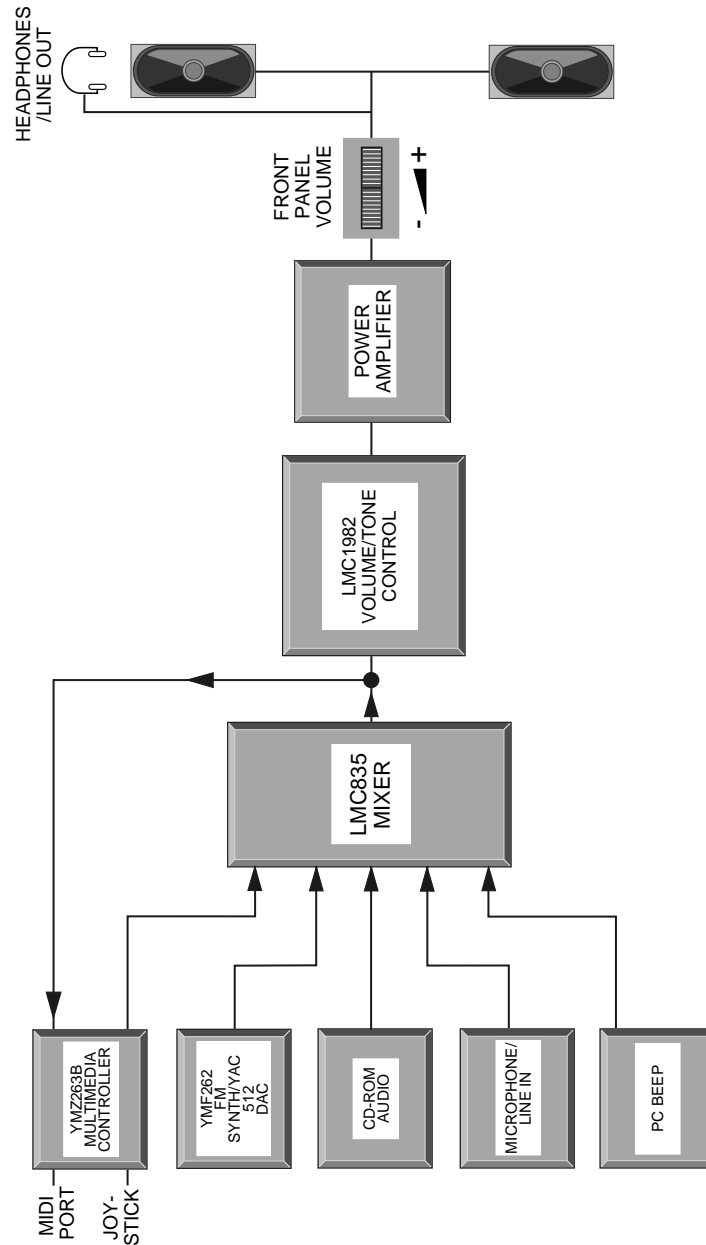 HEADPHONES
/LINE OUT
FRONT
PANEL
VOLUME
-
+
POWER
AMPLIFIER
LMC1982
VOLUME/TONE
CONTROL
LMC835
MIXER
YMZ263B
MULTIMEDIA
CONTROLLER
YMF262
FM
SYNTH/YAC
512
DAC
CD-ROM
AUDIO
MICROPHONE/
LINE IN
PC BEEP
MIDI
PORT
JOY-
STICK